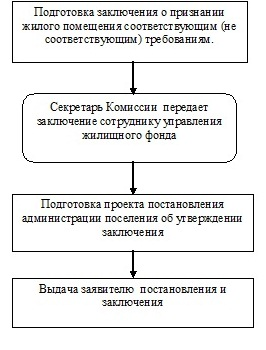 Подготовка заключения о признании
жилого помещения соответствующим (не
соответствующим) требованиям.
Секретарь Комиссии передает
заключение сотруднику управления
жилищного фонда
Подготовка проекта постановления
администрации поселения об утверждении
заключения
Выдача заявителю постановления и
заключения